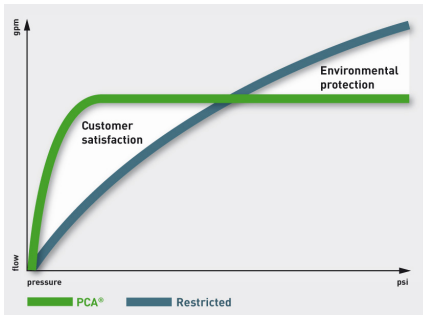 gpm
Environmental
protection
Customer
satisfaction
flow
pressure
psi
PCA®
Restricted